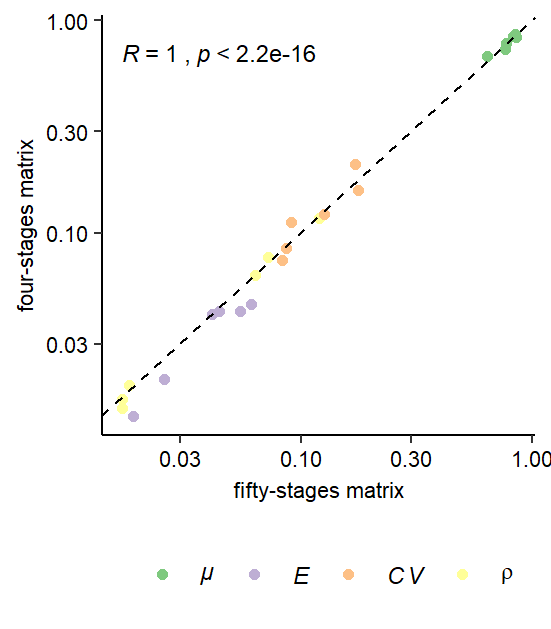 1.00
R = 1 , p < 2.2e-16
0.30
four-stages matrix
0.10
0.03
0.03 0.10 0.30 1.00
fifty-stages matrix
μ E CV ρ